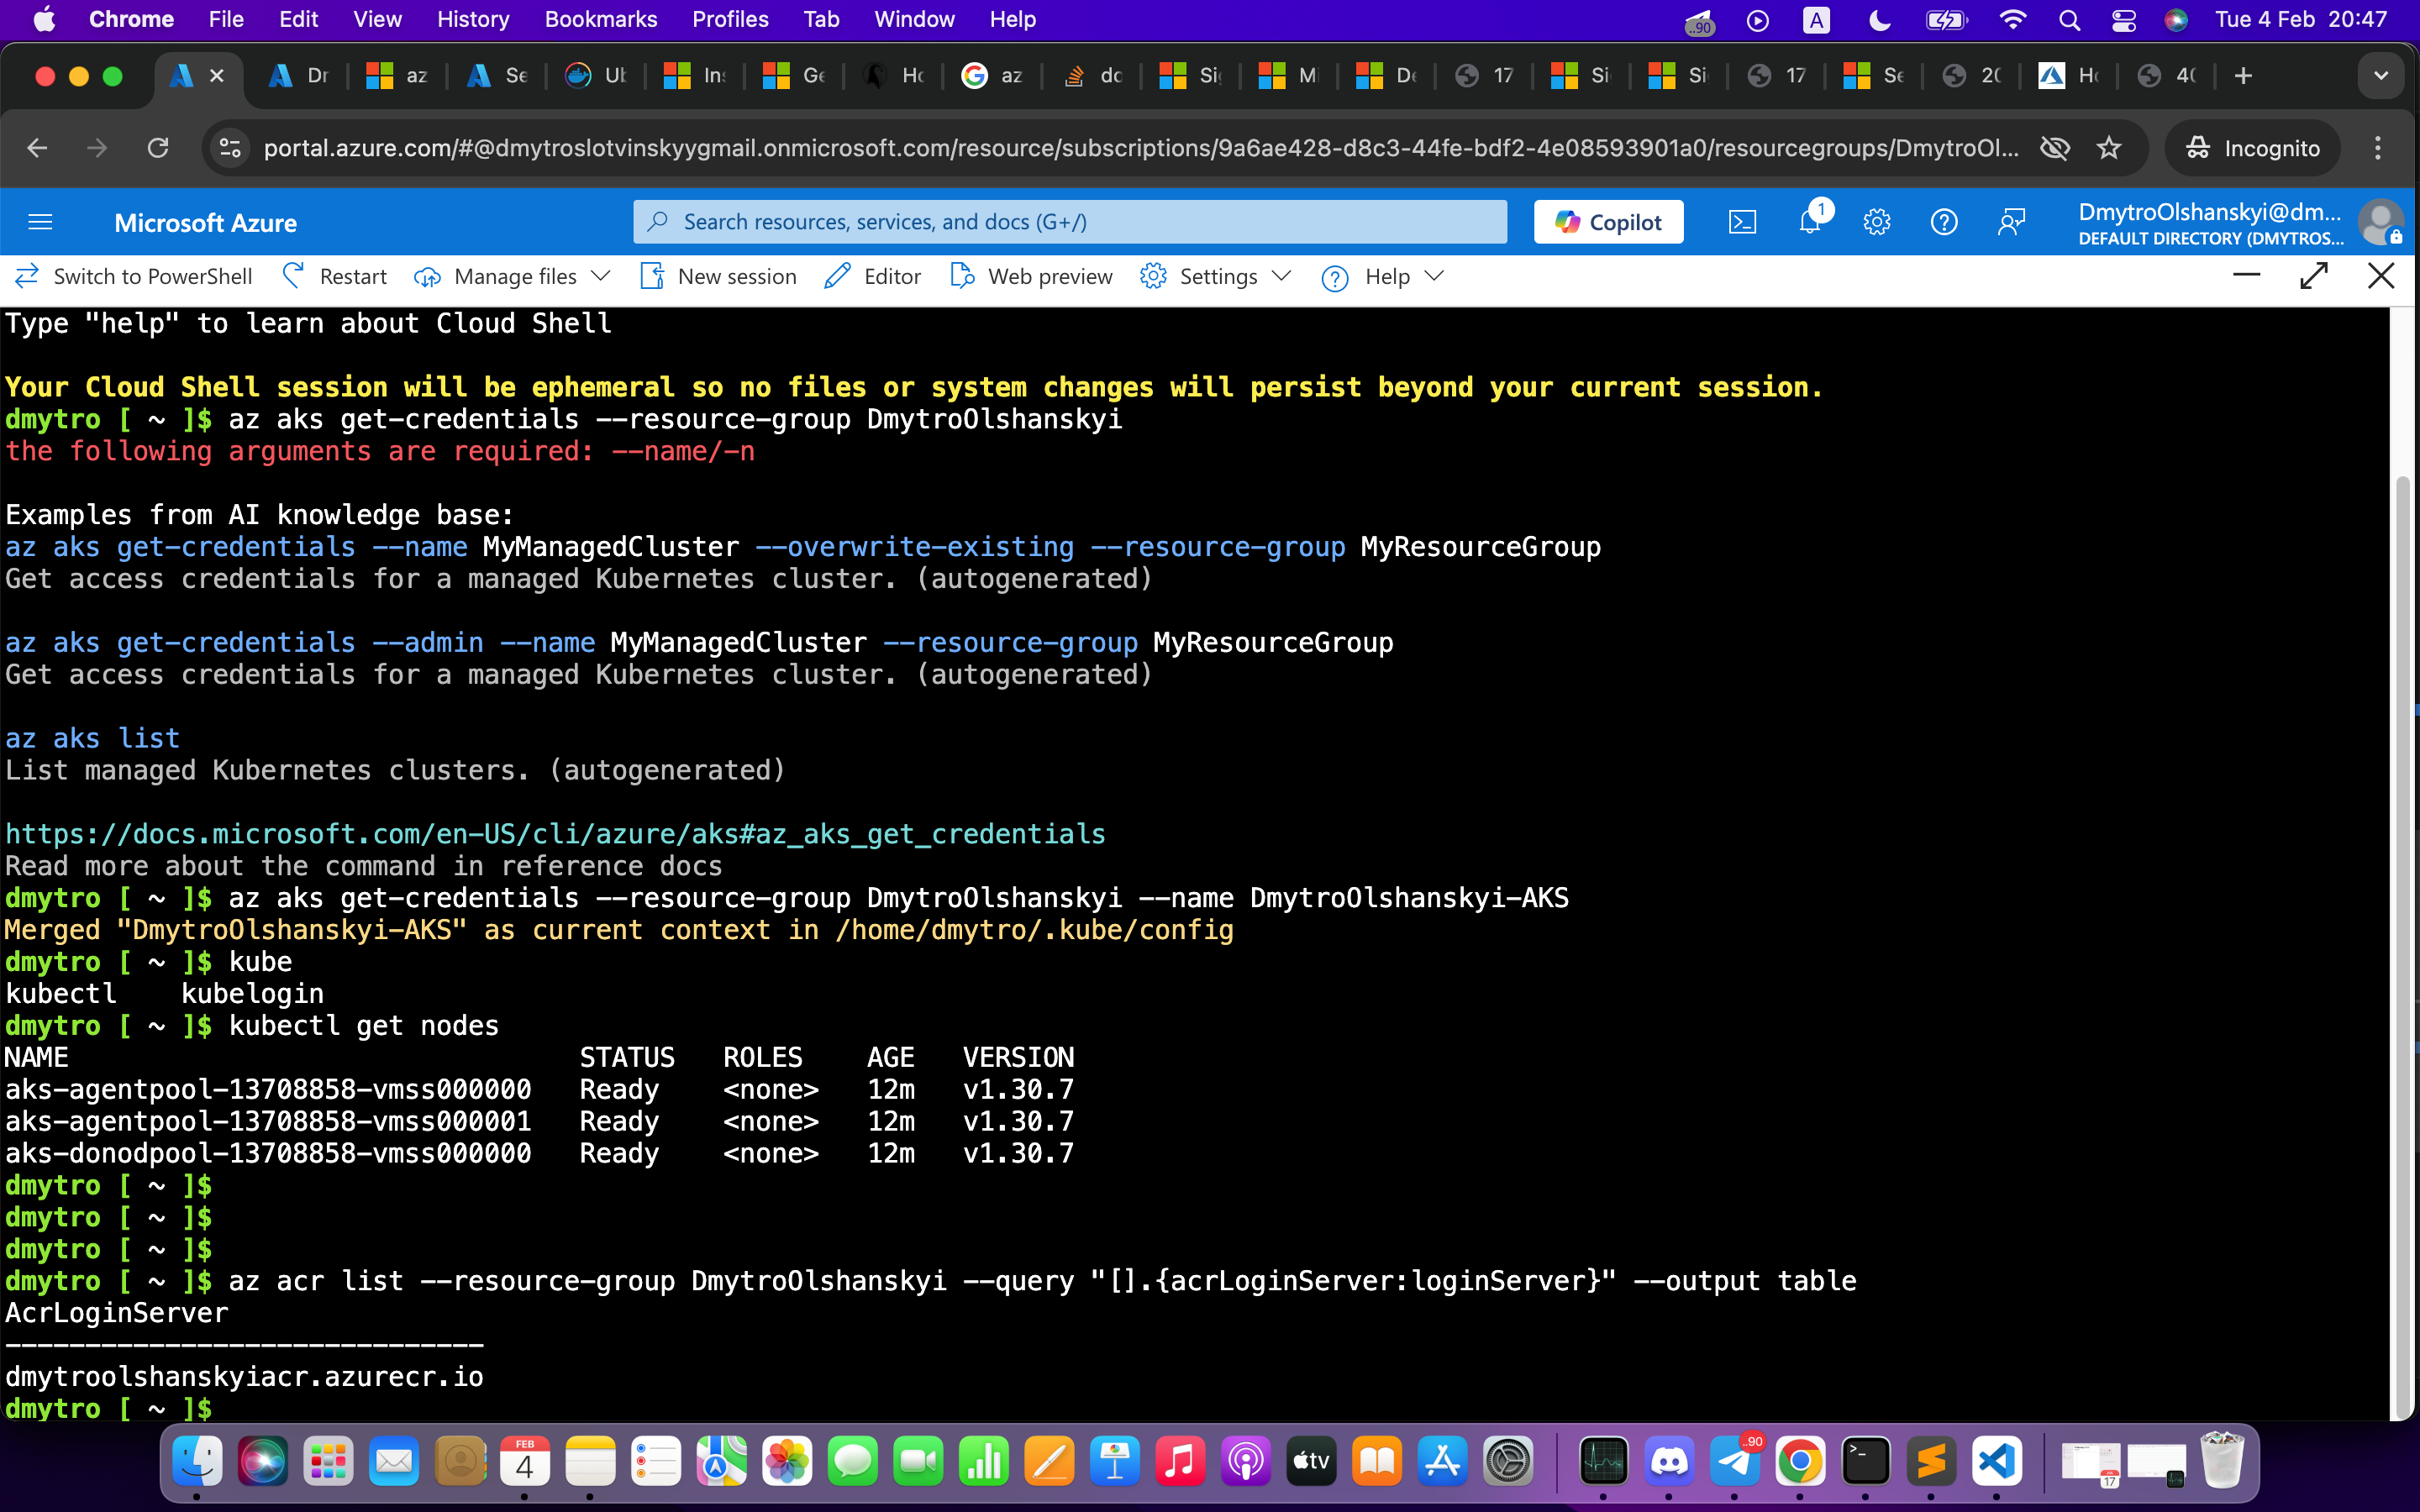 Chrome File Edit View History Bookmarks Profiles Tab Window Help ..90 A Tue 4 Feb 20:47
Dr az Se Ub In Ge Ho az do Si Mi De 17 Si Si 17 Se 20 Ho 40
portal.azure.com/#@dmytroslotvinskyygmail.onmicrosoft.com/resource/subscriptions/9a6ae428-d8c3-44fe-bdf2-4e08593901a0/resourcegroups/DmytroOl... Incognito
Microsoft Azure Search resources, services, and docs (G+/) Copilot 1 DmytroOlshanskyi@dm...
DEFAULT DIRECTORY (DMYTROS...
Switch to PowerShell Restart Manage files New session Editor Web preview Settings Help
Type "help" to learn about Cloud Shell
Your Cloud Shell session will be ephemeral so no files or system changes will persist beyond your current session.
dmytro [ ~ ]$ az aks get-credentials --resource-group DmytroOlshanskyi
the following arguments are required: --name/-n
Examples from AI knowledge base:
az aks get-credentials --name MyManagedCluster --overwrite-existing --resource-group MyResourceGroup
Get access credentials for a managed Kubernetes cluster. (autogenerated)
az aks get-credentials --admin --name MyManagedCluster --resource-group MyResourceGroup
Get access credentials for a managed Kubernetes cluster. (autogenerated)
az aks list
List managed Kubernetes clusters. (autogenerated)
https://docs.microsoft.com/en-US/cli/azure/aks#az_aks_get_credentials
Read more about the command in reference docs
dmytro [ ~ ]$ az aks get-credentials --resource-group DmytroOlshanskyi --name DmytroOlshanskyi-AKS
Merged "DmytroOlshanskyi-AKS" as current context in /home/dmytro/.kube/config
dmytro [ ~ ]$ kube
kubectl kubelogin
dmytro [ ~ ]$ kubectl get nodes
NAME STATUS ROLES AGE VERSION
aks-agentpool-13708858-vmss000000 Ready <none> 12m v1.30.7
aks-agentpool-13708858-vmss000001 Ready <none> 12m v1.30.7
aks-donodpool-13708858-vmss000000 Ready <none> 12m v1.30.7
dmytro [ ~ ]$
dmytro [ ~ ]$
dmytro [ ~ ]$
dmytro [ ~ ]$ az acr list --resource-group DmytroOlshanskyi --query "[].{acrLoginServer:loginServer}" --output table
AcrLoginServer
------------------------------
dmytroolshanskyiacr.azurecr.io
dmytro [ ~ ]$
FEB 4 tv ..90 >_ 17